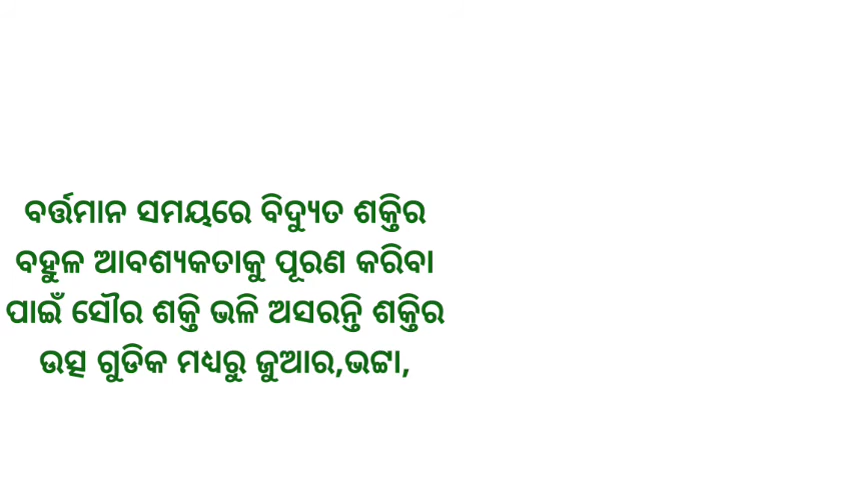 ବର୍ତ୍ତମାନ ସମୟରେ ବିଦ୍ୟୁତ ଶକ୍ତିର
ବହୁଳ ଆବଶ୍ୟକତାକୁ ପୂରଣ କରିବା
ପାଇଁ ସୌର ଶକ୍ତି ଭଳି ଅସରନ୍ତି ଶକ୍ତିର
ଉତ୍ସ ଗୁଡିକ ମଧ୍ୟରୁ ଜୁଆର,ଭଟ୍ଟା,